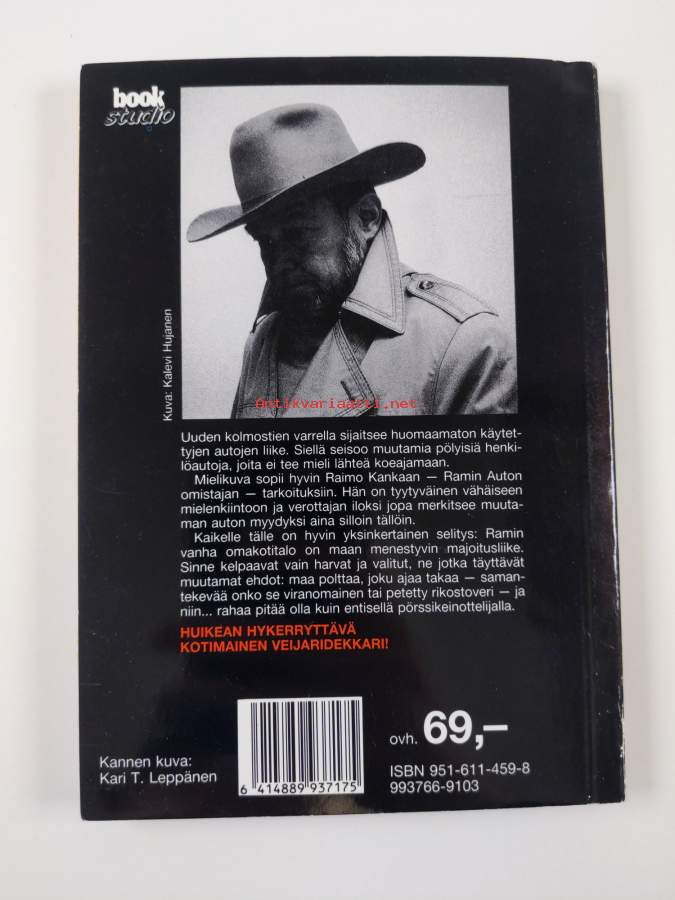 book
studio
Kuva: Kalevi Hujanen
Antikvariaatti.net
Uuden kolmostien varrella sijaitsee huomaamaton käytet-
tyjen autojen liike. Siellä seisoo muutamia pölyisiä henki-
löautoja, joita ei tee mieli lähteä koeajamaan.
Mielikuva sopii hyvin Raimo Kankaan — Ramin Auton
omistajan — tarkoituksiin. Hän on tyytyväinen vähäiseen
mielenkiintoon ja verottajan iloksi jopa merkitsee muuta-
man auton myydyksi aina silloin tällöin.
Kaikelle tälle on hyvin yksinkertainen selitys: Ramin
vanha omakotitalo on maan menestyvin majoitusliike.
Sinne kelpaavat vain harvat ja valitut, ne jotka täyttävät
muutamat ehdot: maa polttaa, joku ajaa takaa — saman-
tekevää onko se viranomainen tai petetty rikostoveri — ja
niin... rahaa pitää olla kuin entisellä pörssikeinottelijalla.
HUIKEAN HYKERRYTTÄVÄ
KOTIMAINEN VEIJARIDEKKARI!
Kannen kuva:
Kari T. Leppänen
6 414889 937175
ovh. 69,–
ISBN 951-611-459-8
993766-9103